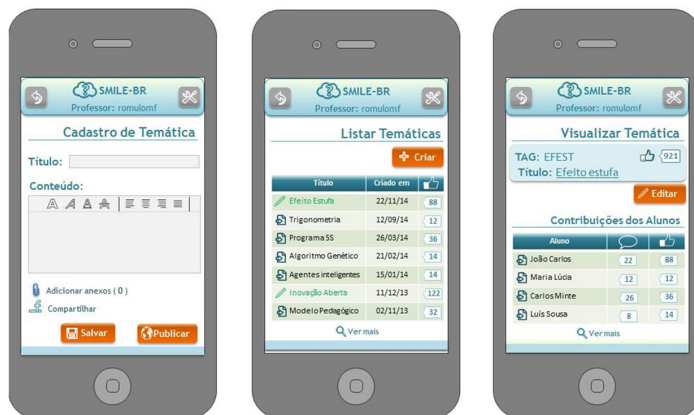 SMILE-BR
Professor: romulomf
Cadastro de Temática
Título:
Conteúdo:
A A A A
Adicionar anexos ( 0 )
f Compartilhar
Salvar Publicar
SMILE-BR
Professor: romulomf
Listar Temáticas
Criar
Título Criado em
Efeito Estufa 22/11/14 88
Trigonometria 12/09/14 12
Programa 5S 26/03/14 36
Algoritmo Genético 21/02/14 14
Agentes inteligentes 15/01/14 14
Inovação Aberta 11/12/13 122
Modelo Pedagógico 02/11/13 32
Ver mais
SMILE-BR
Professor: romulomf
Visualizar Temática
TAG: EFEST 921
Título: Efeito estufa
Editar
Contribuições dos Alunos
Aluno
João Carlos 22 88
Maria Lúcia 12 12
Carlos Minte 26 36
Luís Sousa 8 14
Ver mais